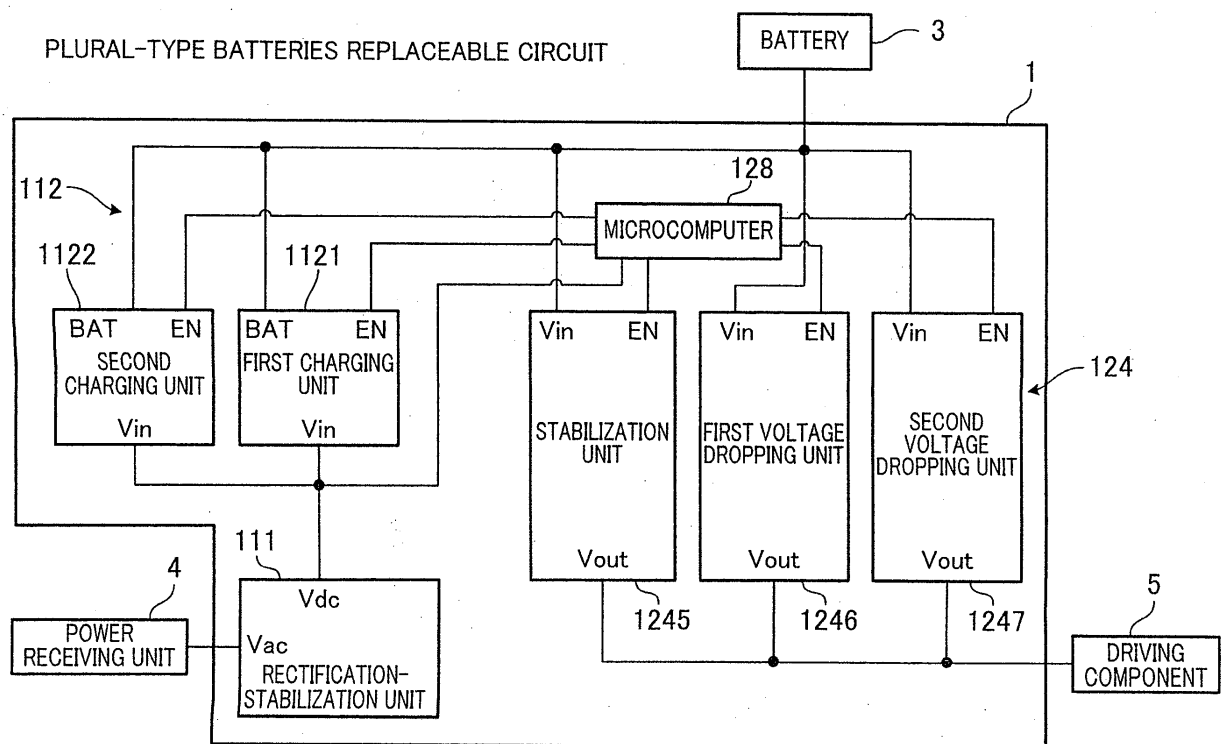 PLURAL-TYPE BATTERIES REPLACEABLE CIRCUIT
BATTERY
3
1
112
128
MICROCOMPUTER
1122
1121
BAT EN
SECOND
CHARGING UNIT
Vin
BAT EN
FIRST CHARGING
UNIT
Vin
Vin EN
STABILIZATION
UNIT
Vout
1245
Vin EN
FIRST VOLTAGE
DROPPING UNIT
Vout
1246
Vin EN
SECOND
VOLTAGE
DROPPING UNIT
Vout
1247
124
111
Vdc
Vac
RECTIFICATION-
STABILIZATION UNIT
4
POWER
RECEIVING UNIT
5
DRIVING
COMPONENT